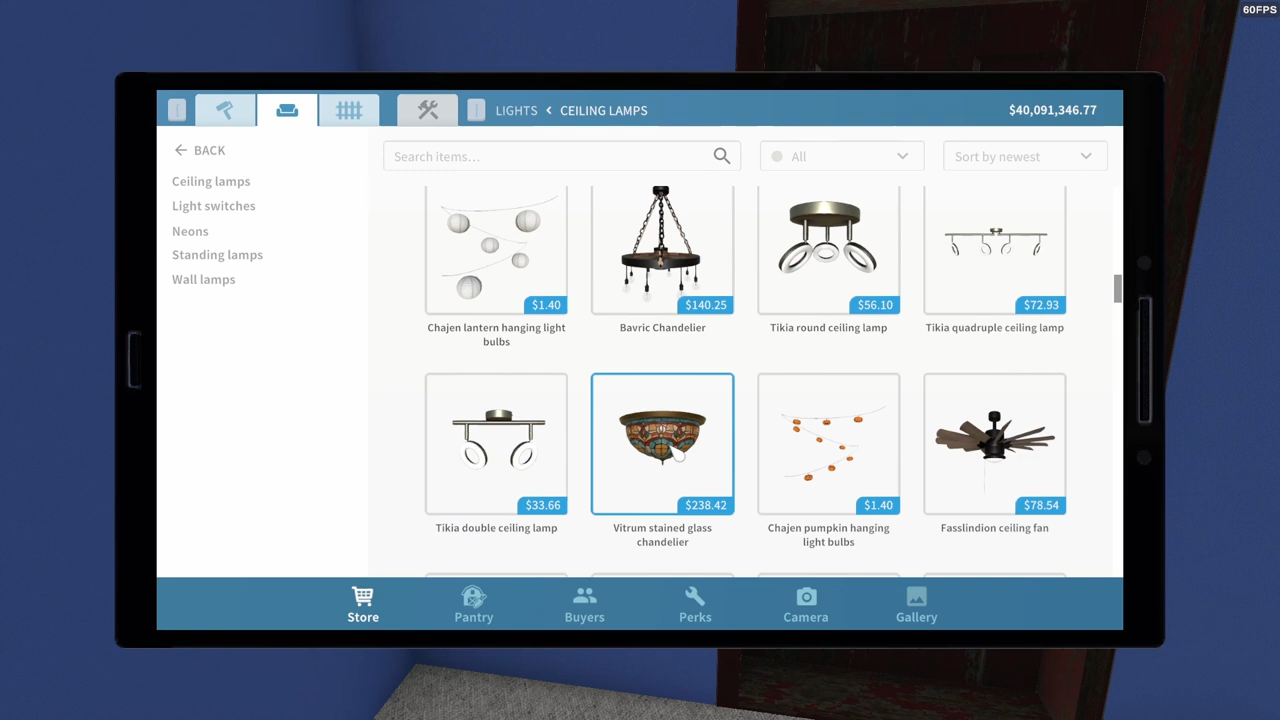 60FPS
LIGHTS < CEILING LAMPS
$40,091,346.77
BACK
Search items...
All
Sort by newest
Ceiling lamps
Light switches
Neons
Standing lamps
Wall lamps
$1.40
$140.25
$56.10
$72.93
Chajen lantern hanging light
bulbs
Bavric Chandelier
Tikia round ceiling lamp
Tikia quadruple ceiling lamp
$33.66
$238.42
$1.40
$78.54
Tikia double ceiling lamp
Vitrum stained glass
chandelier
Chajen pumpkin hanging
light bulbs
Fasslindion ceiling fan
Store
Pantry
Buyers
Perks
Camera
Gallery